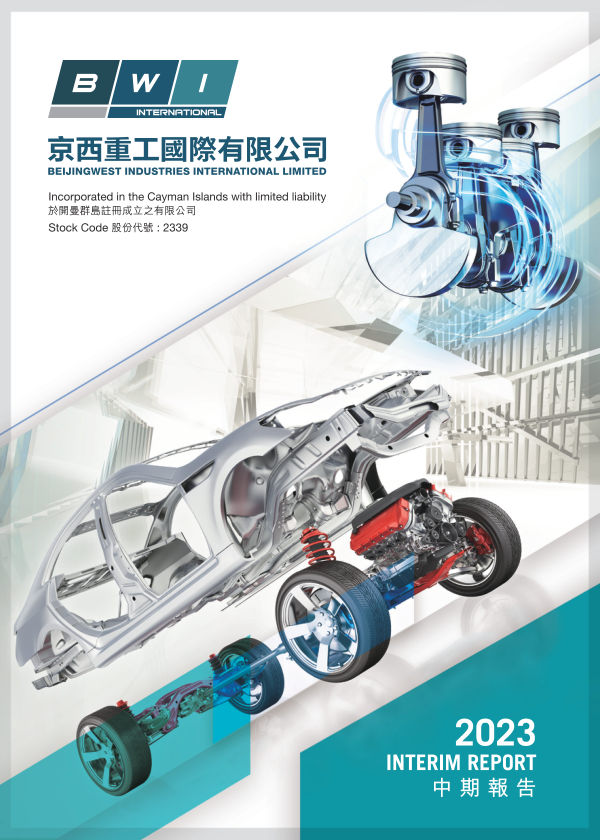 BWI
INTERNATIONAL
京西重工國際有限公司
BEIJINGWEST INDUSTRIES INTERNATIONAL LIMITED
Incorporated in the Cayman Islands with limited liability
於開曼群島註冊成立之有限公司
Stock Code 股份代號 : 2339
2023
INTERIM REPORT
中期報告